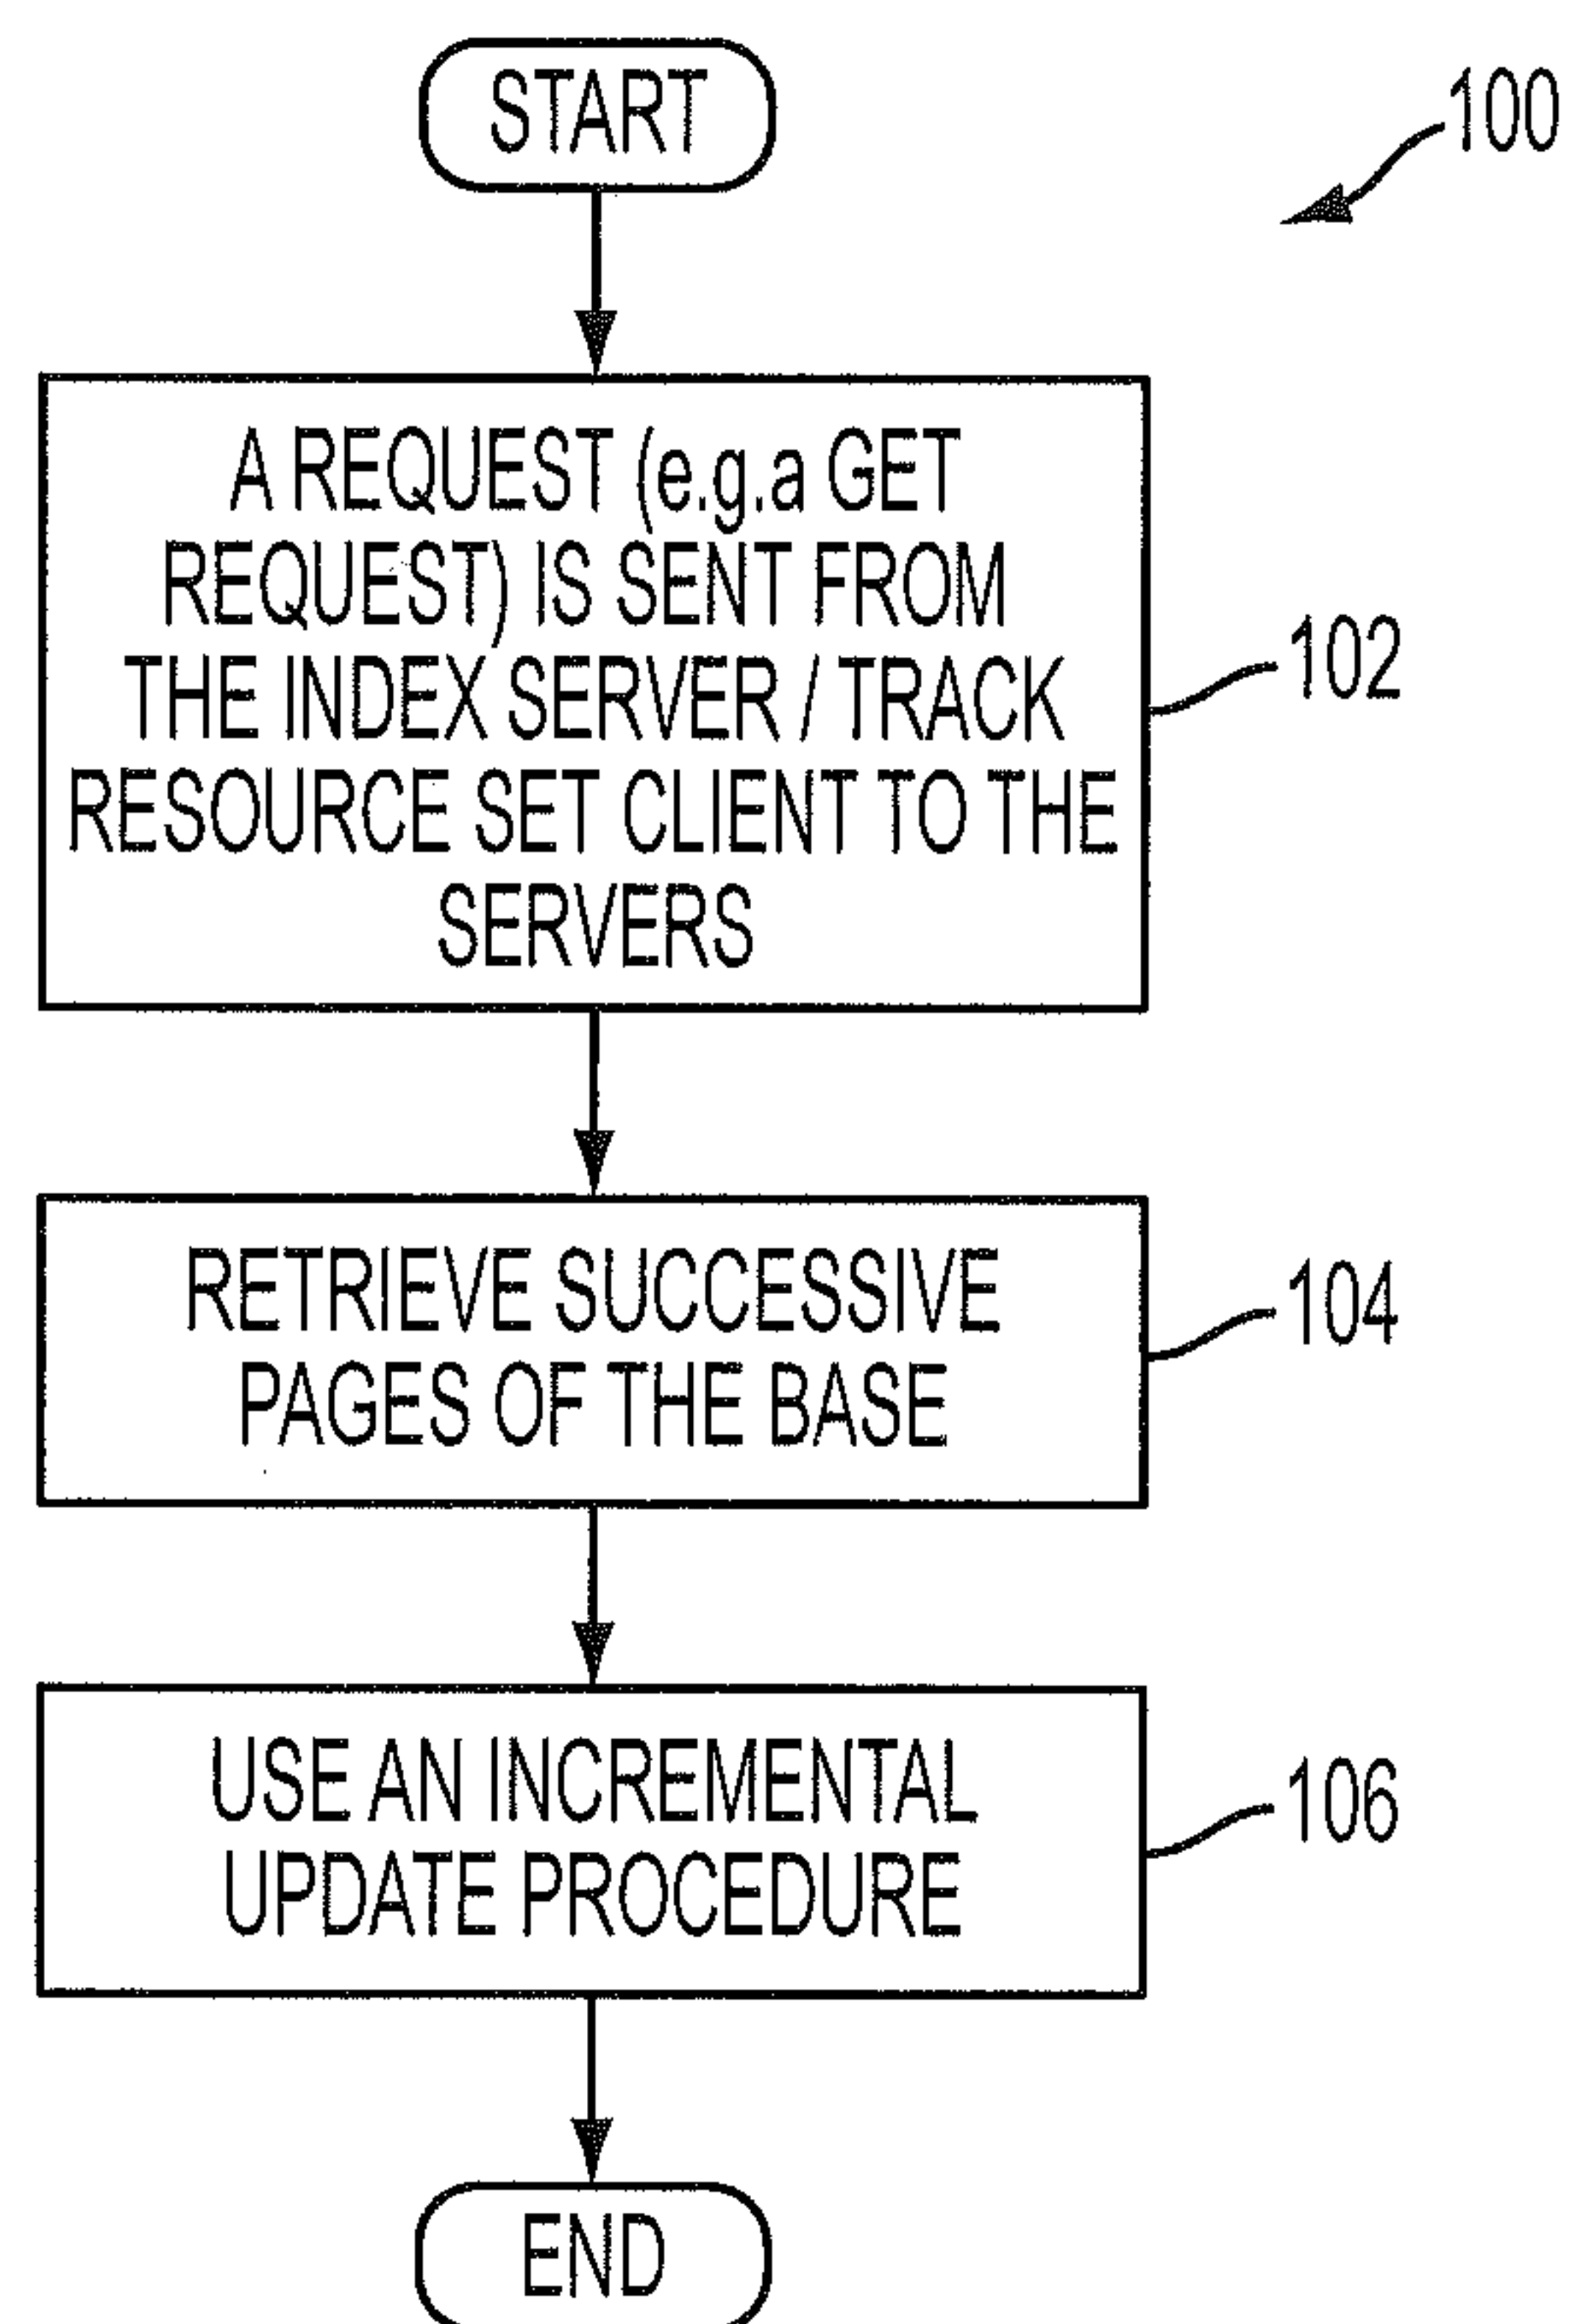 START
100
A REQUEST (e.g.a GET
REQUEST) IS SENT FROM
THE INDEX SERVER / TRACK
RESOURCE SET CLIENT TO THE
SERVERS
102
RETRIEVE SUCCESSIVE
PAGES OF THE BASE
104
USE AN INCREMENTAL
UPDATE PROCEDURE
106
END